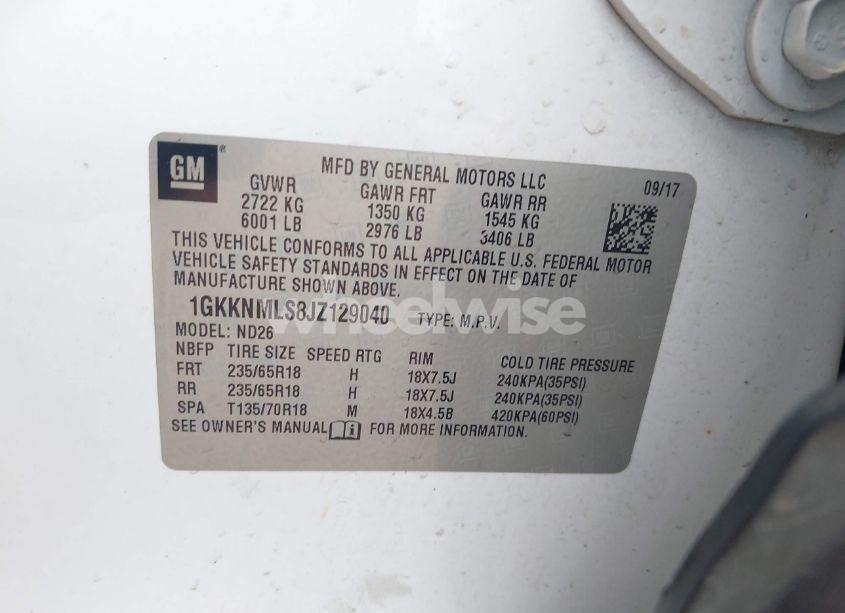 GM ®
MFD BY GENERAL MOTORS LLC 09/17
GVWR GAWR FRT GAWR RR
2722 KG 1350 KG 1545 KG
6001 LB 2976 LB 3406 LB
THIS VEHICLE CONFORMS TO ALL APPLICABLE U.S. FEDERAL MOTOR
VEHICLE SAFETY STANDARDS IN EFFECT ON THE DATE OF
MANUFACTURE SHOWN ABOVE.
1GKKNMLS8JZ129040 TYPE: M.P.V.
wheelwise
MODEL: ND26
NBFP TIRE SIZE SPEED RTG RIM COLD TIRE PRESSURE
FRT 235/65R18 H 18X7.5J 240KPA(35PSI)
RR 235/65R18 H 18X7.5J 240KPA(35PSI)
SPA T135/70R18 M 18X4.5B 420KPA(60PSI)
SEE OWNER'S MANUAL i FOR MORE INFORMATION.